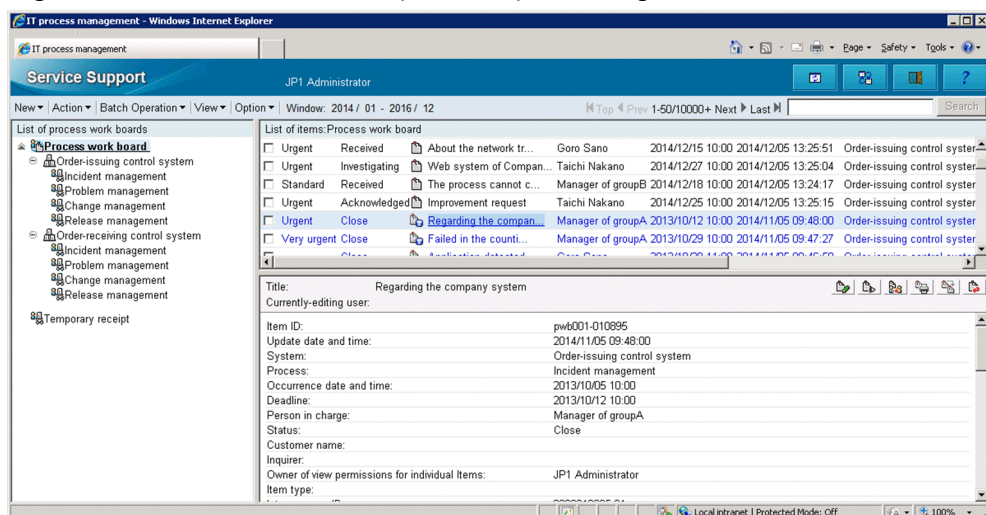 IT process management - Windows Internet Explorer
IT process management
Page Safety Tools
Service Support JP1 Administrator
New Action Batch Operation View Option Window: 2014 / 01 - 2016 / 12 Top Prev 1-50/10000+ Next Last Search
List of process work boards
Process work board
Order-issuing control system
Incident management
Problem management
Change management
Release management
Order-receiving control system
Incident management
Problem management
Change management
Release management
Temporary receipt
List of items:Process work board
Urgent Received About the network tr... Goro Sano 2014/12/15 10:00 2014/12/05 13:25:51 Order-issuing control syster
Urgent Investigating Web system of Compan... Taichi Nakano 2014/12/27 10:00 2014/12/05 13:25:04 Order-issuing control syster
Standard Received The process cannot c... Manager of groupB 2014/12/18 10:00 2014/12/05 13:24:17 Order-issuing control syster
Urgent Acknowledged Improvement request Taichi Nakano 2014/12/25 10:00 2014/12/05 13:25:15 Order-issuing control syster
Urgent Close Regarding the compan... Manager of groupA 2013/10/12 10:00 2014/11/05 09:48:00 Order-issuing control syster
Very urgent Close Failed in the counti... Manager of groupA 2013/10/29 10:00 2014/11/05 09:47:27 Order-issuing control syster
Title: Regarding the company system
Currently-editing user:
Item ID: pwb001-010895
Update date and time: 2014/11/05 09:48:00
System: Order-issuing control system
Process: Incident management
Occurrence date and time: 2013/10/05 10:00
Deadline: 2013/10/12 10:00
Person in charge: Manager of groupA
Status: Close
Customer name:
Inquirer:
Owner of view permissions for individual Items: JP1 Administrator
Item type:
Local intranet | Protected Mode: Off 100%